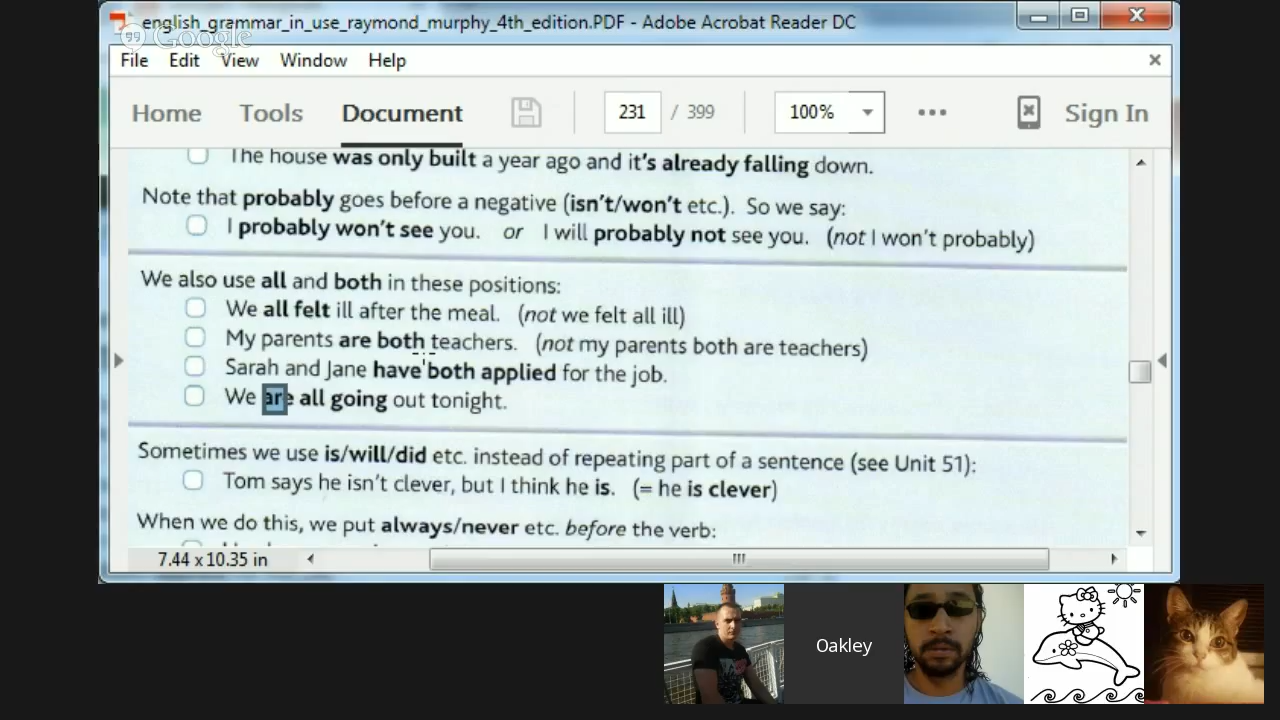 english_grammar_in_use_raymond_murphy_4th_edition.PDF - Adobe Acrobat Reader DC
Google
File Edit View Window Help
Home Tools Document 231 / 399 100% Sign In
The house was only built a year ago and it's already falling down.
Note that probably goes before a negative (isn't/won't etc.). So we say:
I probably won't see you. or I will probably not see you. (not I won't probably)
We also use all and both in these positions:
We all felt ill after the meal. (not we felt all ill)
My parents are both teachers. (not my parents both are teachers)
Sarah and Jane have both applied for the job.
We are all going out tonight.
Sometimes we use is/will/did etc. instead of repeating part of a sentence (see Unit 51):
Tom says he isn't clever, but I think he is. (= he is clever)
When we do this, we put always/never etc. before the verb:
7.44 x 10.35 in
Oakley